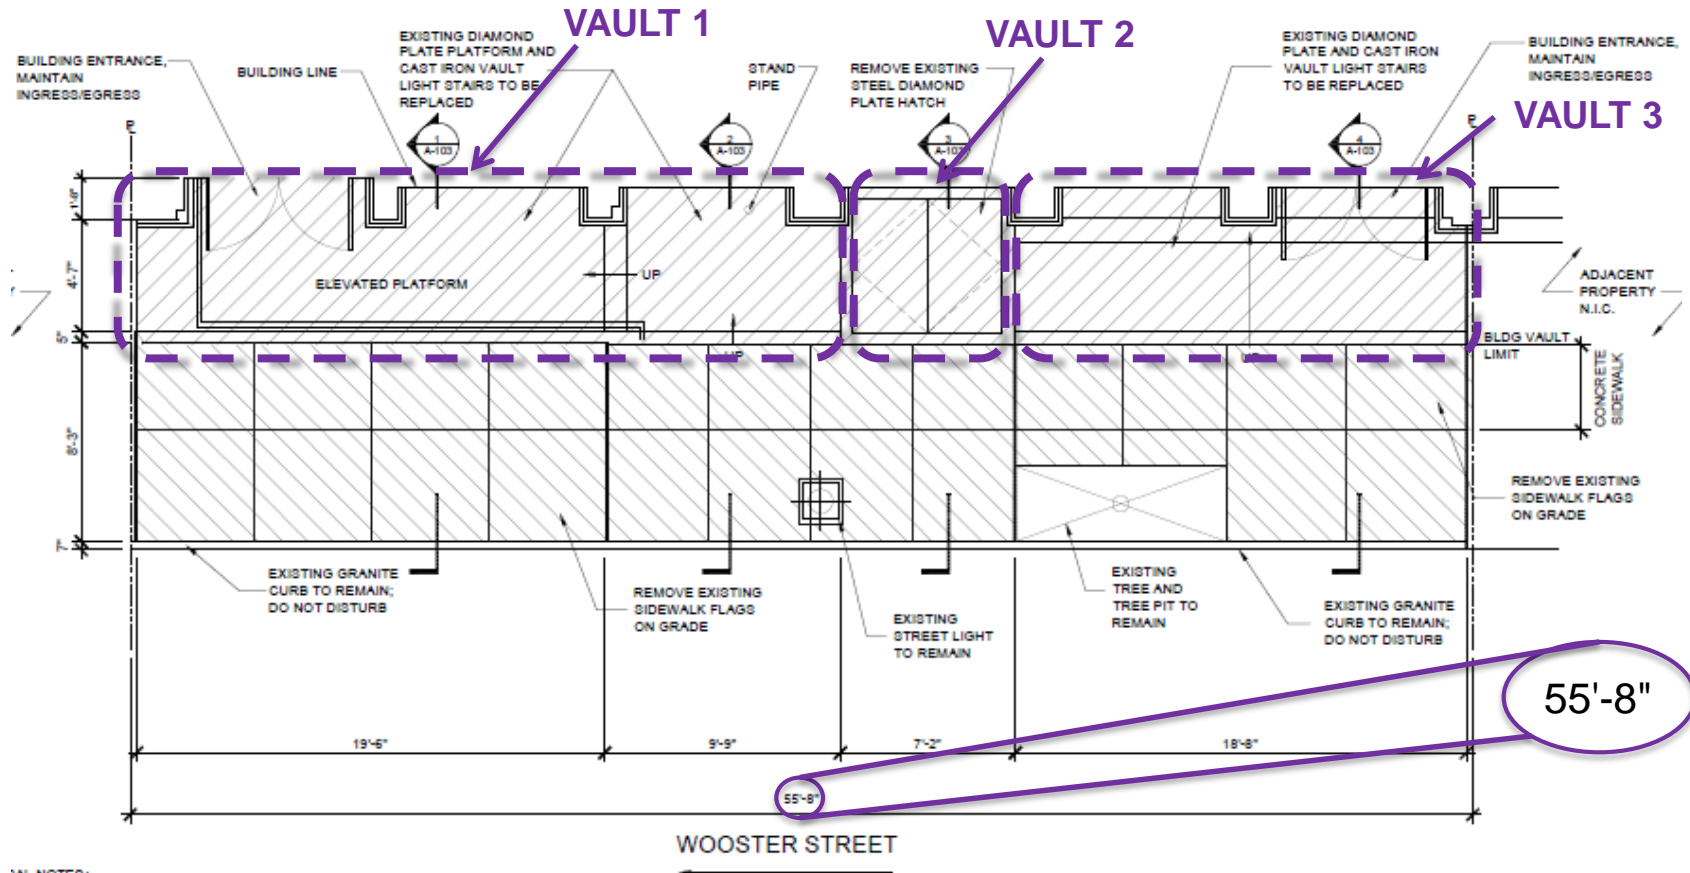 VAULT 1
VAULT 2
VAULT 3
BUILDING ENTRANCE,
MAINTAIN
INGRESS/EGRESS
BUILDING LINE
EXISTING DIAMOND
PLATE PLATFORM AND
CAST IRON VAULT
LIGHT STAIRS TO BE
REPLACED
STAND
PIPE
REMOVE EXISTING
STEEL DIAMOND
PLATE HATCH
EXISTING DIAMOND
PLATE AND CAST IRON
VAULT LIGHT STAIRS
TO BE REPLACED
BUILDING ENTRANCE,
MAINTAIN
INGRESS/EGRESS
1
A-103
2
A-103
3
A-103
4
A-103
1'-8"
4'-7"
5"
8'-3"
7"
ELEVATED PLATFORM
UP
UP
ADJACENT
PROPERTY
N.I.C.
BLDG VAULT
LIMIT
CONCRETE
SIDEWALK
REMOVE EXISTING
SIDEWALK FLAGS
ON GRADE
EXISTING GRANITE
CURB TO REMAIN;
DO NOT DISTURB
REMOVE EXISTING
SIDEWALK FLAGS
ON GRADE
EXISTING
STREET LIGHT
TO REMAIN
EXISTING
TREE AND
TREE PIT TO
REMAIN
EXISTING GRANITE
CURB TO REMAIN;
DO NOT DISTURB
55'-8"
9'-9"
7'-2"
55'-8"
WOOSTER STREET